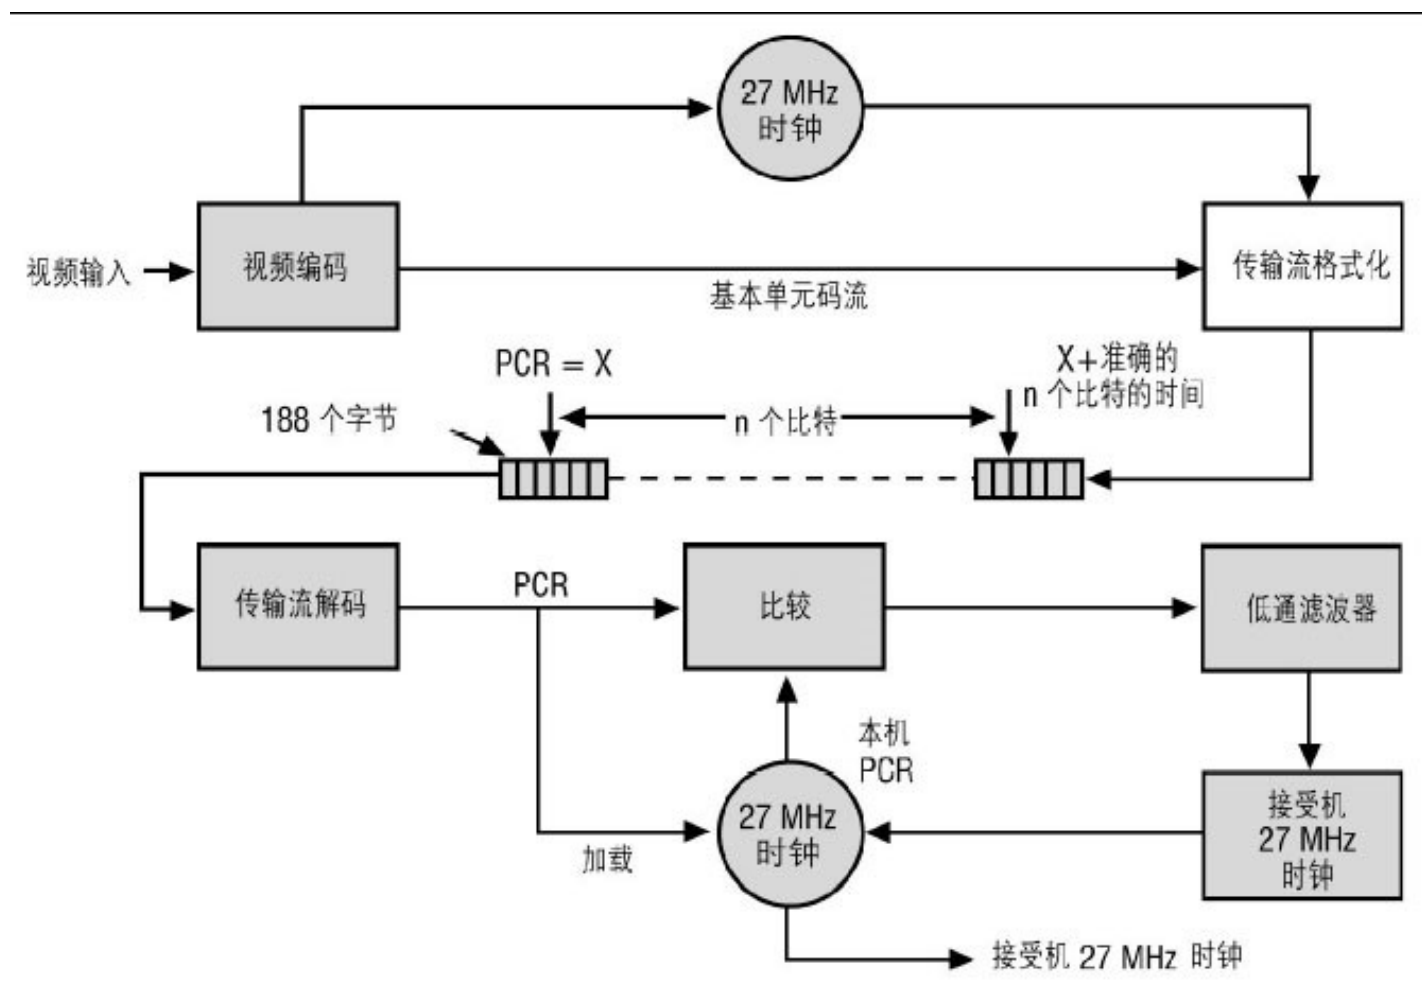 27 MHz
时钟
视频输入
视频编码
基本单元码流
传输流格式化
PCR = X
X+准确的
n 个比特的时间
188 个字节
n 个比特
传输流解码
PCR
比较
低通滤波器
本机
PCR
27 MHz
时钟
加载
接受机
27 MHz
时钟
接受机 27 MHz 时钟